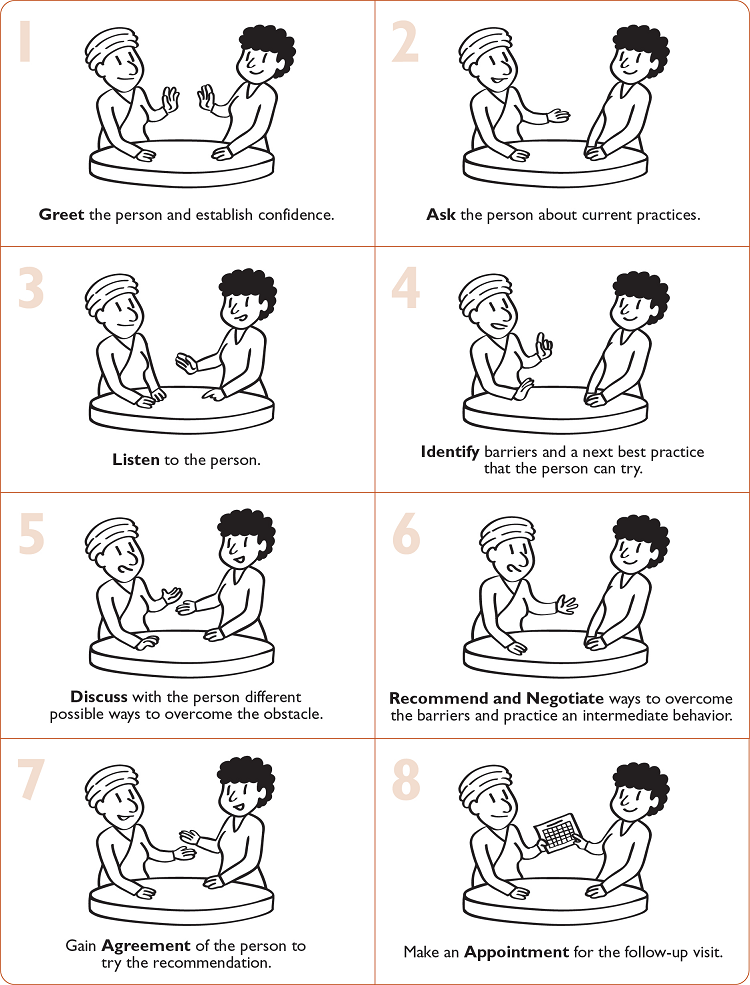 1
Greet the person and establish confidence.
2
Ask the person about current practices.
3
Listen to the person.
4
Identify barriers and a next best practice
that the person can try.
5
Discuss with the person different
possible ways to overcome the obstacle.
6
Recommend and Negotiate ways to overcome
the barriers and practice an intermediate behavior.
7
Gain Agreement of the person to
try the recommendation.
8
Make an Appointment for the follow-up visit.